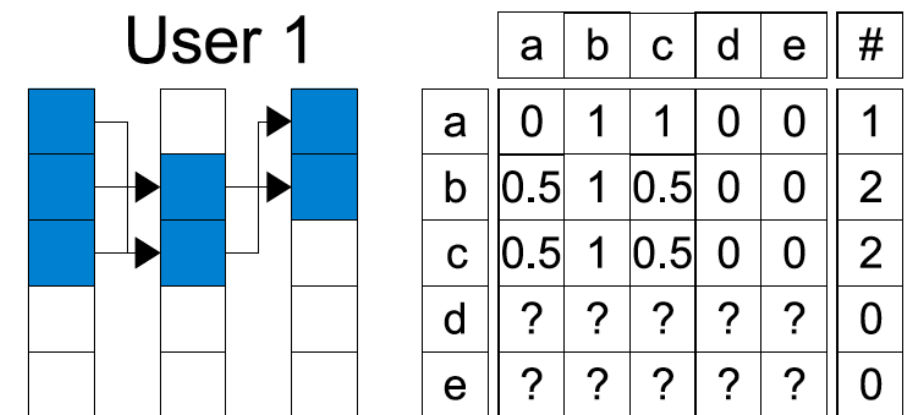 User 1
a b c d e #
a 0 1 1 0 0 1
b 0.5 1 0.5 0 0 2
c 0.5 1 0.5 0 0 2
d ? ? ? ? ? 0
e ? ? ? ? ? 0